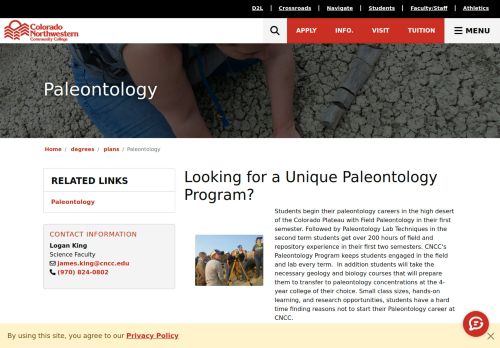 D2L | Crossroads | Navigate | Students | Faculty/Staff | Athletics
Colorado
Northwestern
Community College
APPLY INFO. VISIT TUITION MENU
Paleontology
Home / degrees / plans / Paleontology
RELATED LINKS
Paleontology
CONTACT INFORMATION
Logan King
Science Faculty
james.king@cncc.edu
(970) 824-0802
Looking for a Unique Paleontology
Program?
Students begin their paleontology careers in the high desert
of the Colorado Plateau with Field Paleontology in their first
semester. Followed by Paleontology Lab Techniques in the
second term students get over 200 hours of field and
repository experience in their first two semesters. CNCC's
Paleontology Program keeps students engaged in the field
and lab every term. In addition students will take the
necessary geology and biology courses that will prepare
them to transfer to paleontology concentrations at the 4-
year college of their choice. Small class sizes, hands-on
learning, and research opportunities, students have a hard
time finding reasons not to start their Paleontology career at
CNCC.
By using this site, you agree to our Privacy Policy